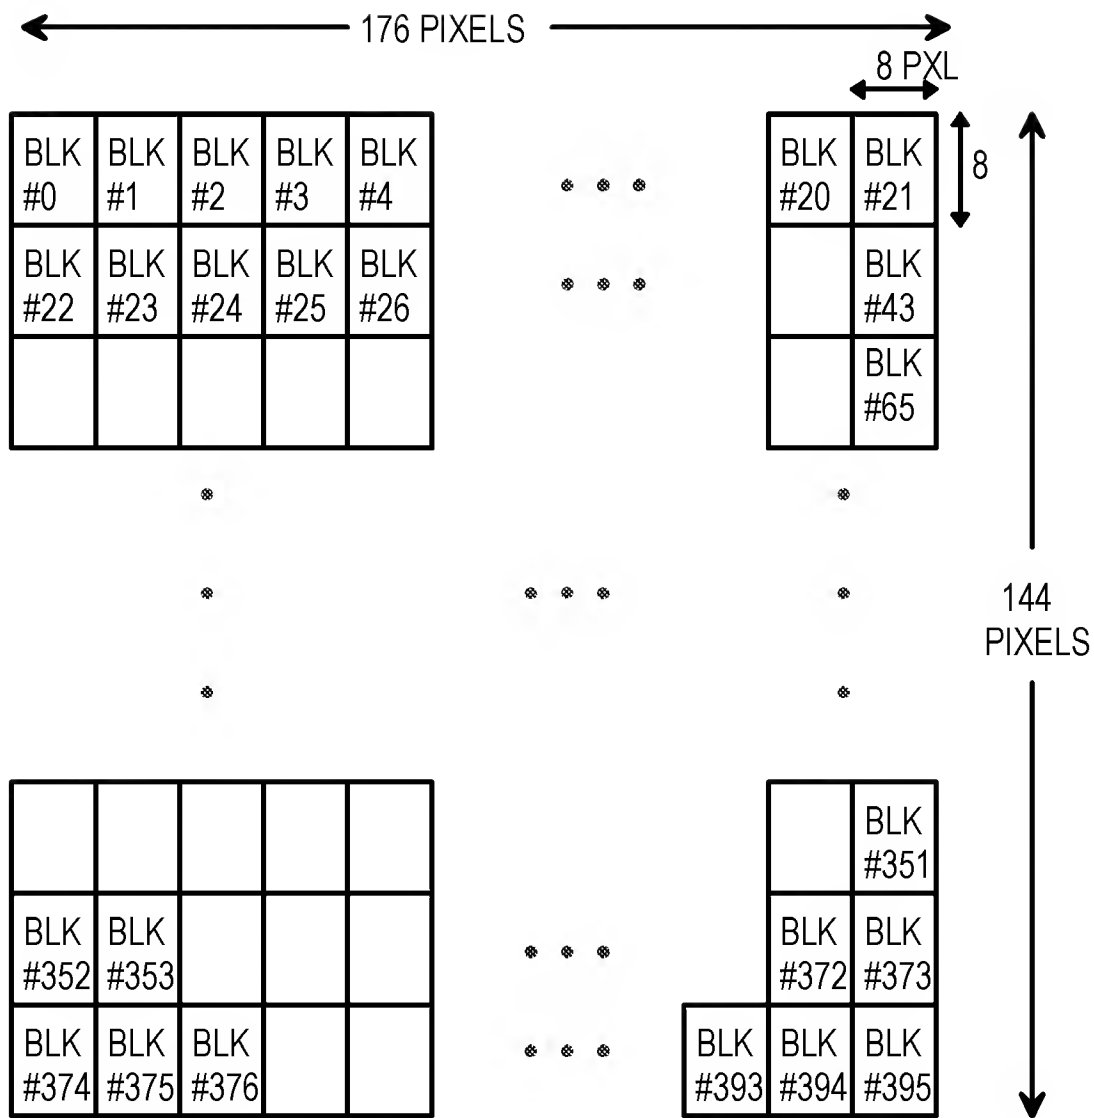 176 PIXELS
8 PXL
BLK BLK BLK BLK BLK BLK BLK
#0 #1 #2 #3 #4 #20 #21
8
BLK BLK BLK BLK BLK BLK
#22 #23 #24 #25 #26 #43
BLK
#65
144
PIXELS
BLK
#351
BLK BLK BLK BLK
#352 #353 #372 #373
BLK BLK BLK BLK BLK BLK
#374 #375 #376 #393 #394 #395